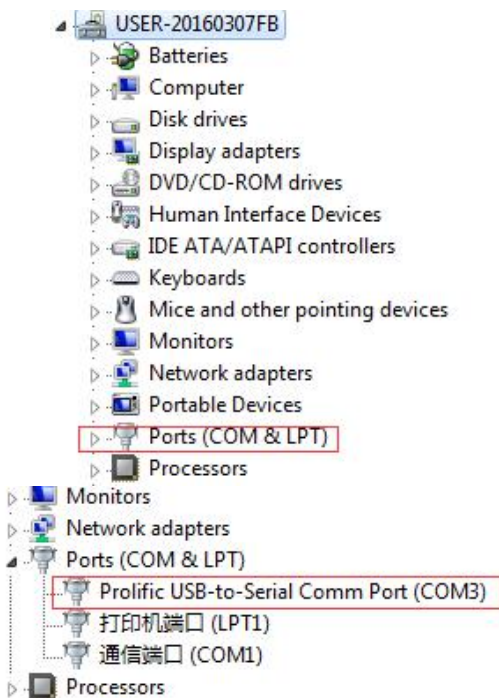 USER-20160307FB
Batteries
Computer
Disk drives
Display adapters
DVD/CD-ROM drives
Human Interface Devices
IDE ATA/ATAPI controllers
Keyboards
Mice and other pointing devices
Monitors
Network adapters
Portable Devices
Ports (COM & LPT)
Processors
Monitors
Network adapters
Ports (COM & LPT)
Prolific USB-to-Serial Comm Port (COM3)
打印机端口 (LPT1)
通信端口 (COM1)
Processors